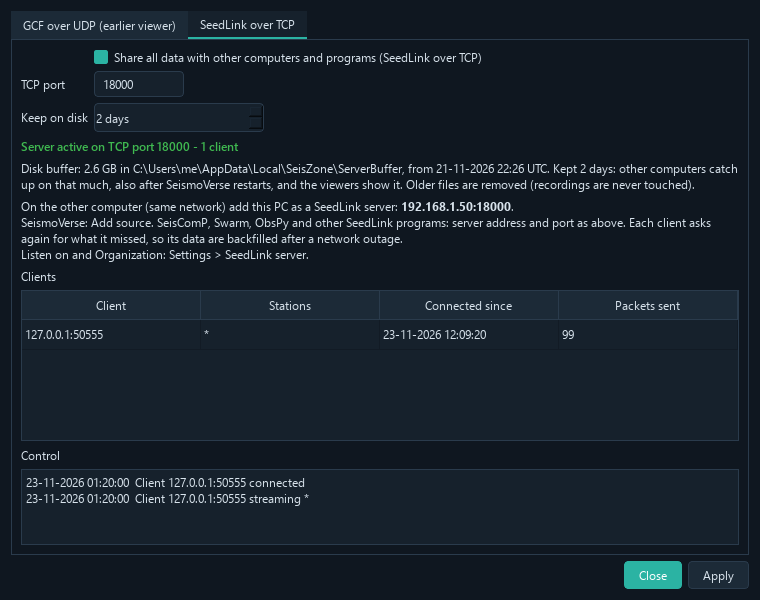 GCF over UDP (earlier viewer)
SeedLink over TCP
Share all data with other computers and programs (SeedLink over TCP)
TCP port
18000
Keep on disk
2 days
Server active on TCP port 18000 - 1 client
Disk buffer: 2.6 GB in C:\Users\me\AppData\Local\SeisZone\ServerBuffer, from 21-11-2026 22:26 UTC. Kept 2 days: other computers catch
up on that much, also after SeismoVerse restarts, and the viewers show it. Older files are removed (recordings are never touched).
On the other computer (same network) add this PC as a SeedLink server: 192.168.1.50:18000.
SeismoVerse: Add source. SeisComP, Swarm, ObsPy and other SeedLink programs: server address and port as above. Each client asks
again for what it missed, so its data are backfilled after a network outage.
Listen on and Organization: Settings > SeedLink server.
Clients
Client Stations Connected since Packets sent
127.0.0.1:50555 * 23-11-2026 12:09:20 99
Control
23-11-2026 01:20:00 Client 127.0.0.1:50555 connected
23-11-2026 01:20:00 Client 127.0.0.1:50555 streaming *
Close
Apply